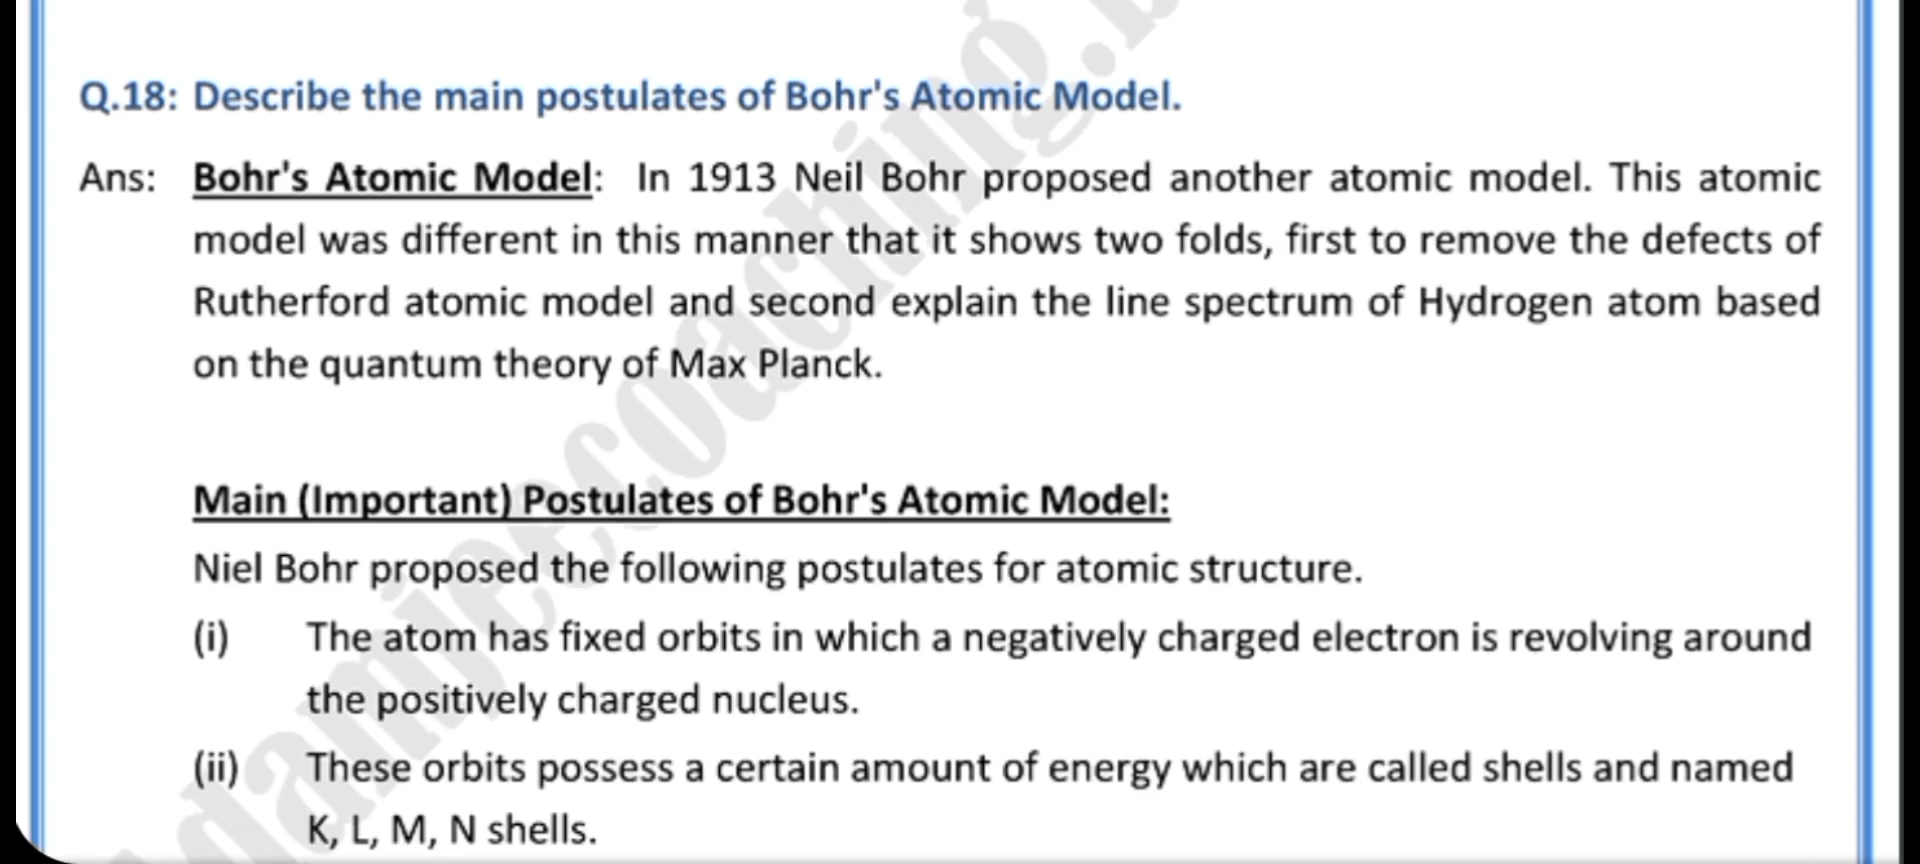 Q.18: Describe the main postulates of Bohr's Atomic Model.
Ans: Bohr's Atomic Model: In 1913 Neil Bohr proposed another atomic model. This atomic
model was different in this manner that it shows two folds, first to remove the defects of
Rutherford atomic model and second explain the line spectrum of Hydrogen atom based
on the quantum theory of Max Planck.
Main (Important) Postulates of Bohr's Atomic Model:
Niel Bohr proposed the following postulates for atomic structure.
(i) The atom has fixed orbits in which a negatively charged electron is revolving around
the positively charged nucleus.
(ii) These orbits possess a certain amount of energy which are called shells and named
K, L, M, N shells.